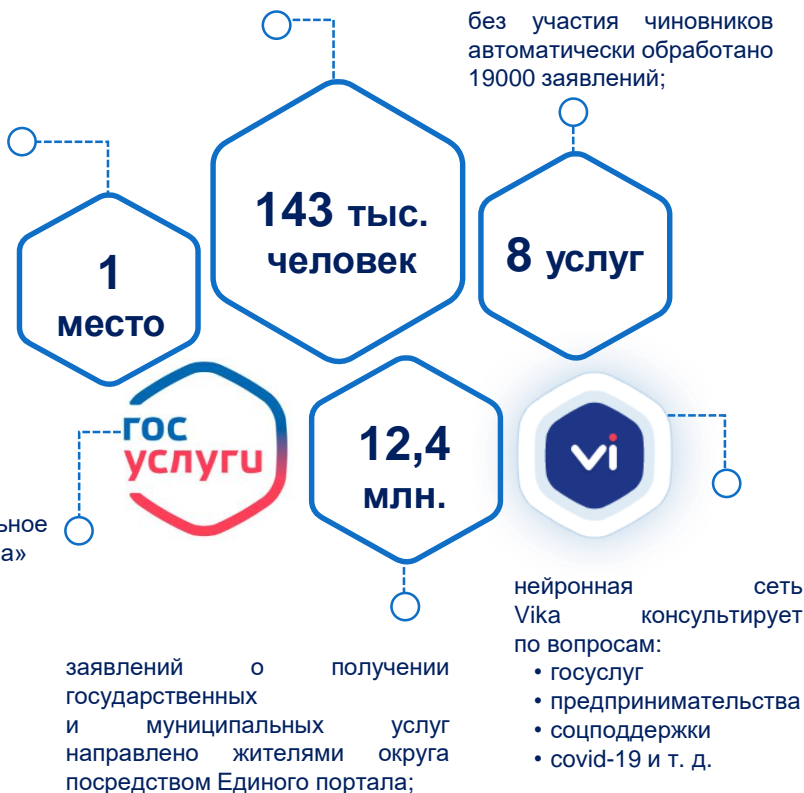 без участия чиновников
автоматически обработано
19000 заявлений;
143 тыс.
человек
8 услуг
1
место
гос
услуги
12,4
млн.
vi
ьное
а»
нейронная сеть
Vika консультирует
по вопросам:
• госуслуг
• предпринимательства
• соцподдержки
• covid-19 и т. д.
заявлений о получении
государственных
и муниципальных услуг
направлено жителями округа
посредством Единого портала;